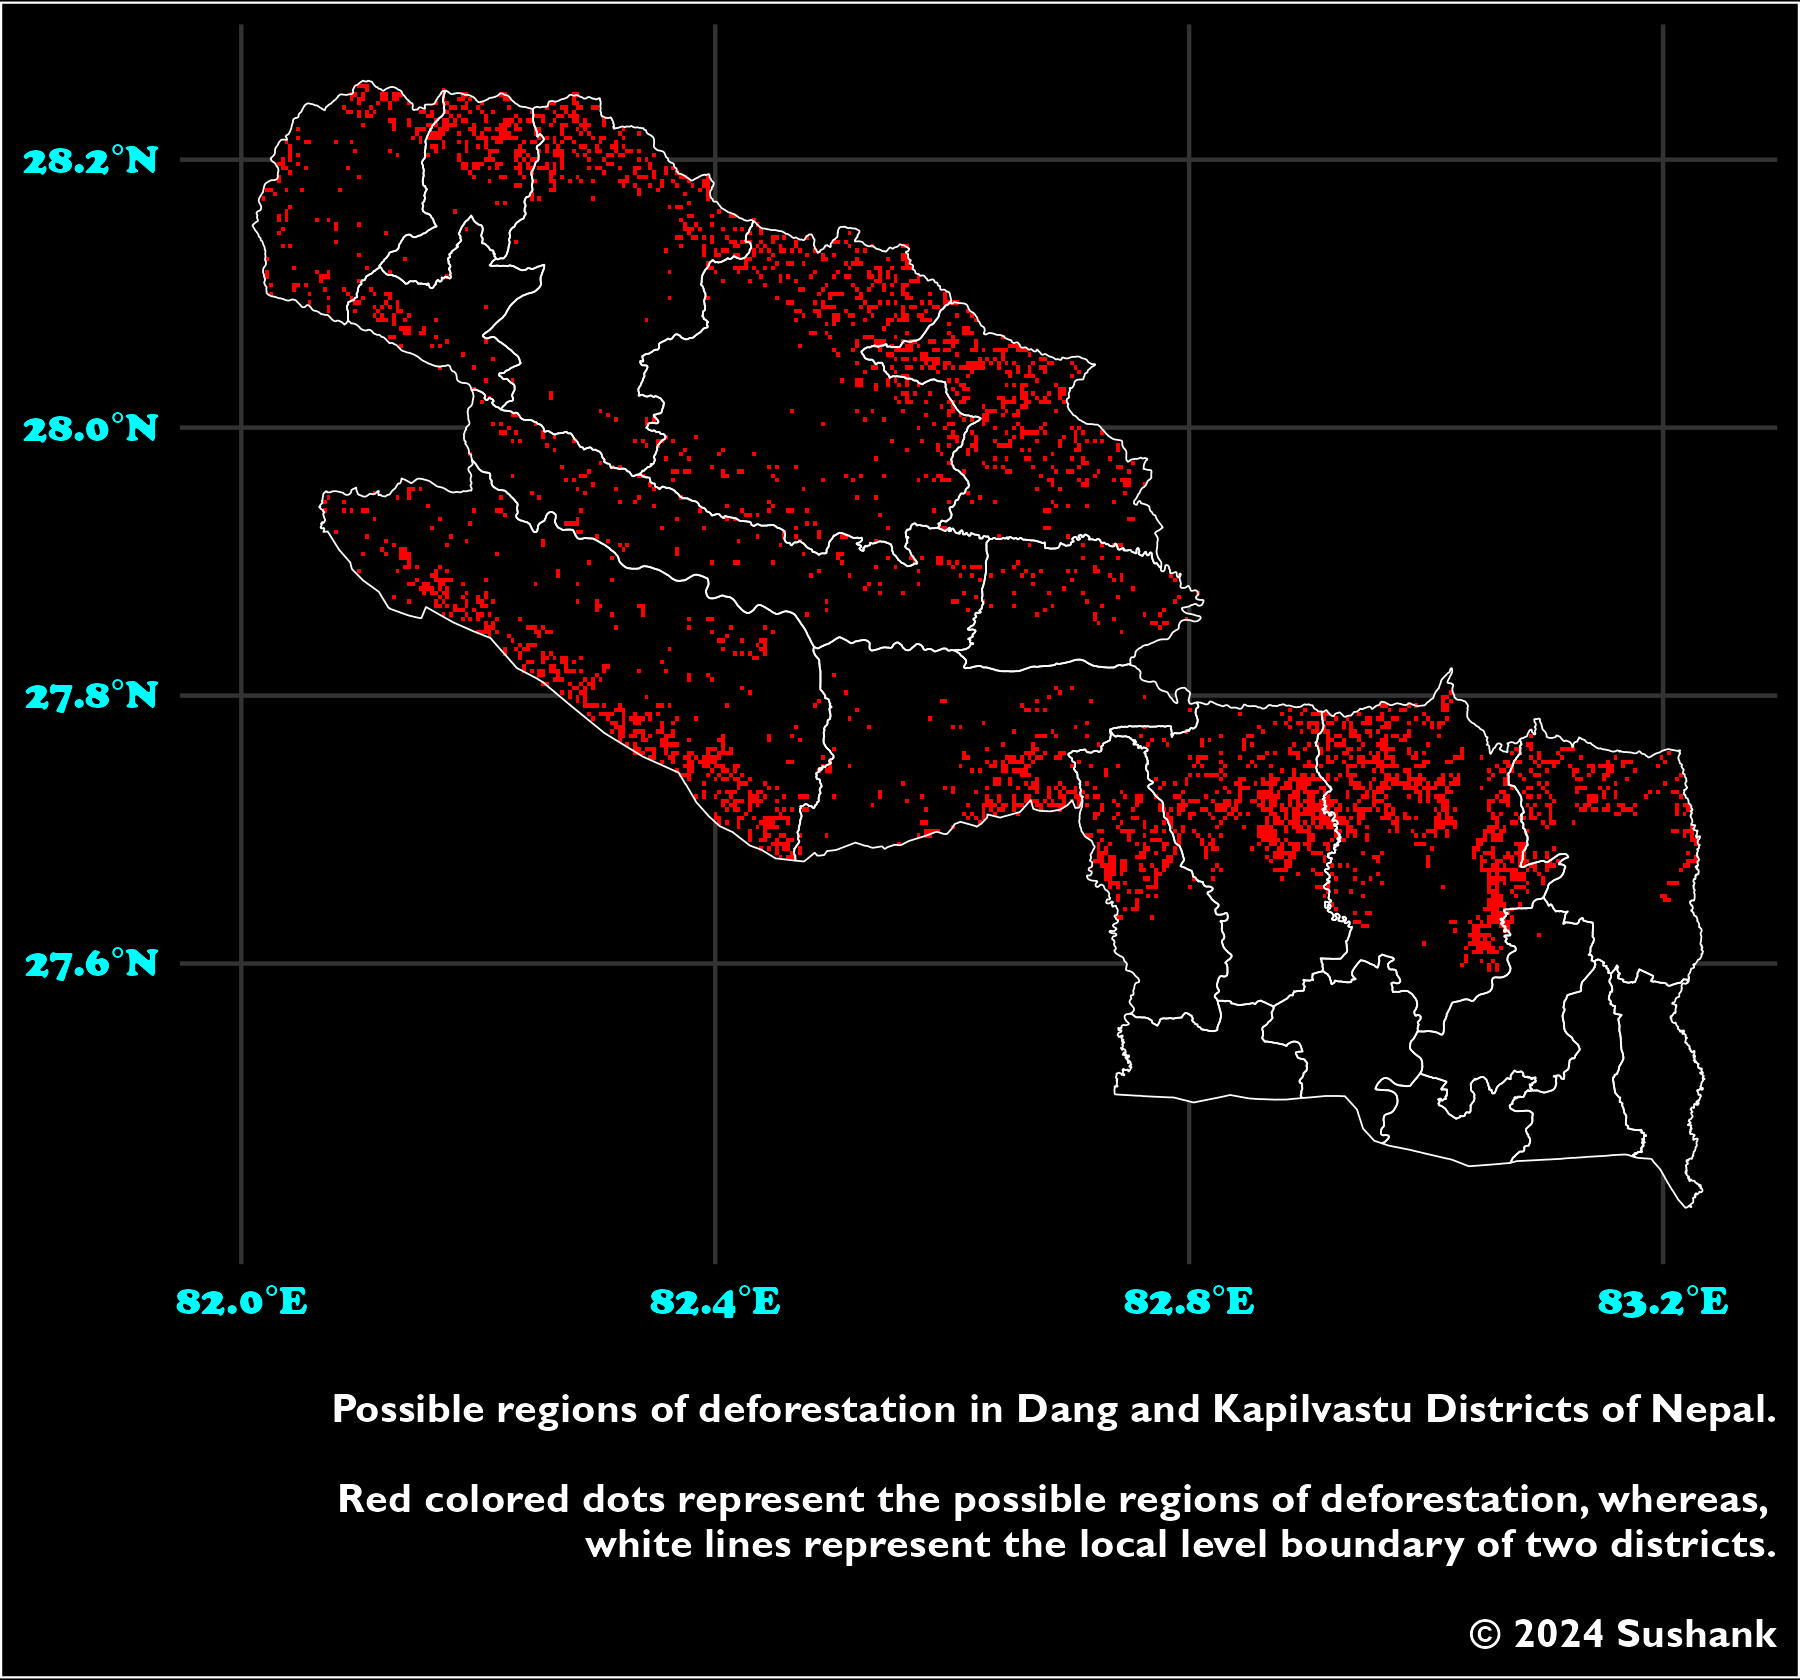 28.2°N
28.0°N
27.8°N
27.6°N
82.0°E 82.4°E 82.8°E 83.2°E
Possible regions of deforestation in Dang and Kapilvastu Districts of Nepal.
Red colored dots represent the possible regions of deforestation, whereas,
white lines represent the local level boundary of two districts.
© 2024 Sushank